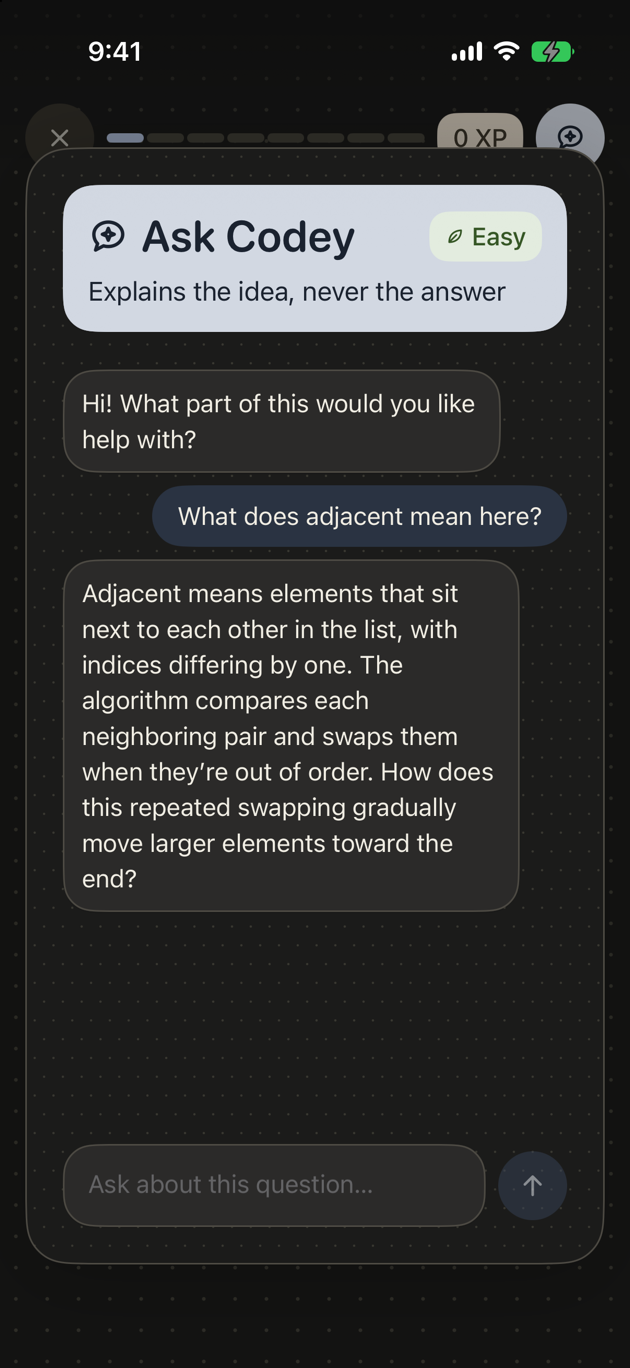 9:41
0 XP
Ask Codey
Easy
Explains the idea, never the answer
Hi! What part of this would you like
help with?
What does adjacent mean here?
Adjacent means elements that sit
next to each other in the list, with
indices differing by one. The
algorithm compares each
neighboring pair and swaps them
when they’re out of order. How does
this repeated swapping gradually
move larger elements toward the
end?
Ask about this question...